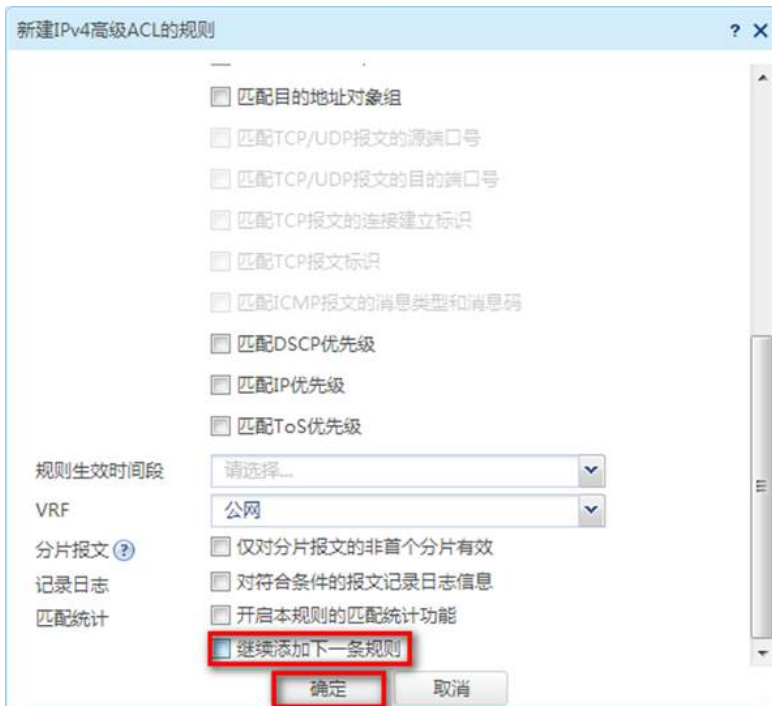 新建IPv4高级ACL的规则
匹配目的地址对象组
匹配TCP/UDP报文的源端口号
匹配TCP/UDP报文的目的端口号
匹配TCP报文的连接建立标识
匹配TCP报文标识
匹配ICMP报文的消息类型和消息码
匹配DSCP优先级
匹配IP优先级
匹配ToS优先级
规则生效时间段 请选择...
VRF 公网
分片报文 ? 仅对分片报文的非首个分片有效
记录日志 对符合条件的报文记录日志信息
匹配统计 开启本规则的匹配统计功能
继续添加下一条规则
确定 取消